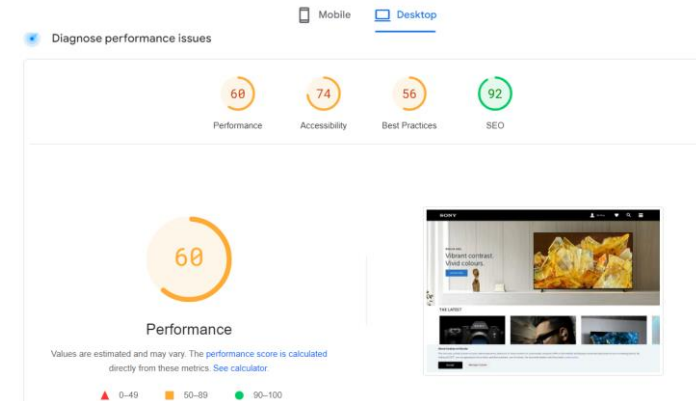 Mobile
Desktop
Diagnose performance issues
60
74
56
92
Performance
Accessibility
Best Practices
SEO
60
Performance
Values are estimated and may vary. The performance score is calculated
directly from these metrics. See calculator.
0–49
50–89
90–100
SONY
Vibrant contrast.
Vivid colours.
THE LATEST